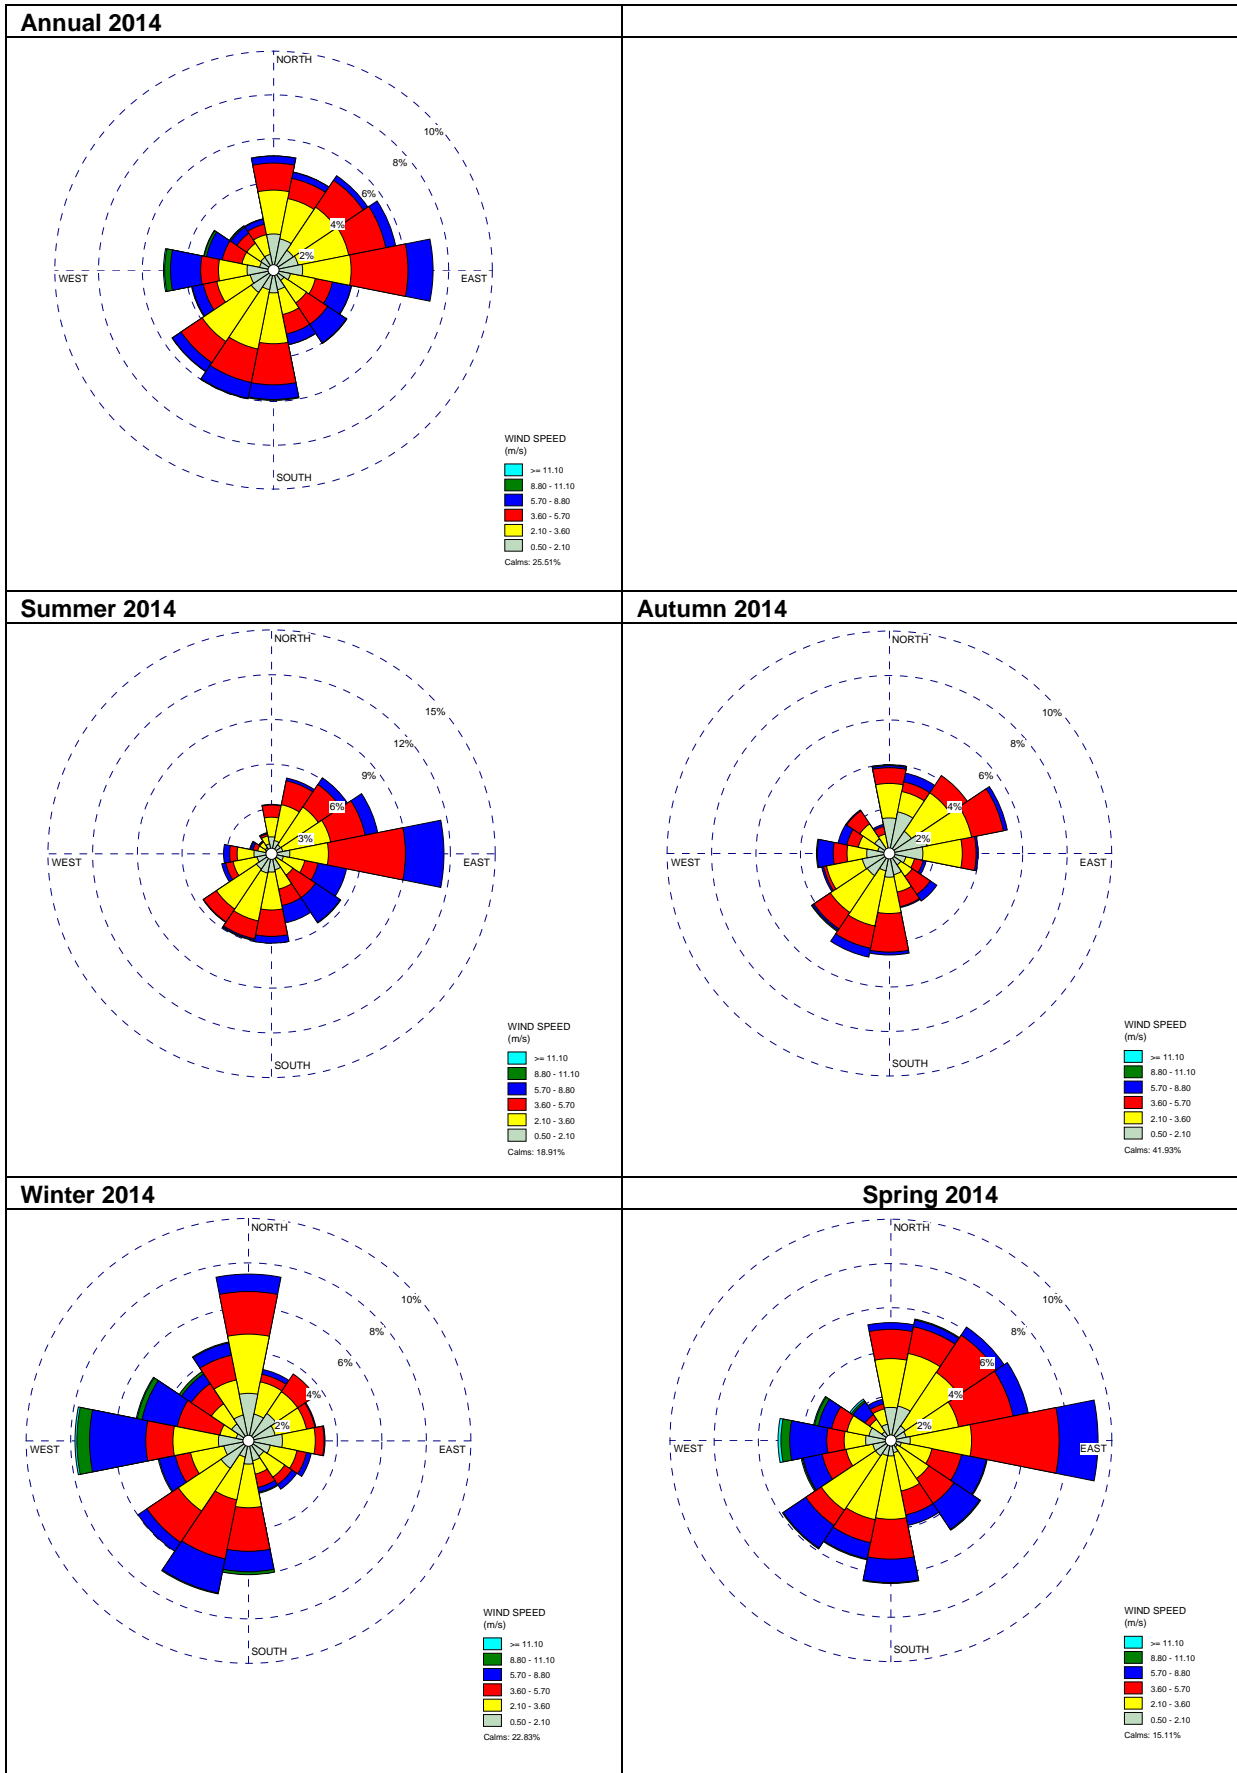 Annual 2014
NORTH
10%
8%
6%
4%
2%
WEST
EAST
SOUTH
WIND SPEED
(m/s)
>= 11.10
8.80 - 11.10
5.70 - 8.80
3.60 - 5.70
2.10 - 3.60
0.50 - 2.10
Calms: 25.51%
Summer 2014
NORTH
15%
12%
9%
6%
3%
WEST
EAST
SOUTH
WIND SPEED
(m/s)
>= 11.10
8.80 - 11.10
5.70 - 8.80
3.60 - 5.70
2.10 - 3.60
0.50 - 2.10
Calms: 18.91%
Autumn 2014
NORTH
10%
8%
6%
4%
2%
WEST
EAST
SOUTH
WIND SPEED
(m/s)
>= 11.10
8.80 - 11.10
5.70 - 8.80
3.60 - 5.70
2.10 - 3.60
0.50 - 2.10
Calms: 41.93%
Winter 2014
NORTH
10%
8%
6%
4%
2%
WEST
EAST
SOUTH
WIND SPEED
(m/s)
>= 11.10
8.80 - 11.10
5.70 - 8.80
3.60 - 5.70
2.10 - 3.60
0.50 - 2.10
Calms: 22.83%
Spring 2014
NORTH
10%
8%
6%
4%
2%
WEST
EAST
SOUTH
WIND SPEED
(m/s)
>= 11.10
8.80 - 11.10
5.70 - 8.80
3.60 - 5.70
2.10 - 3.60
0.50 - 2.10
Calms: 15.11%